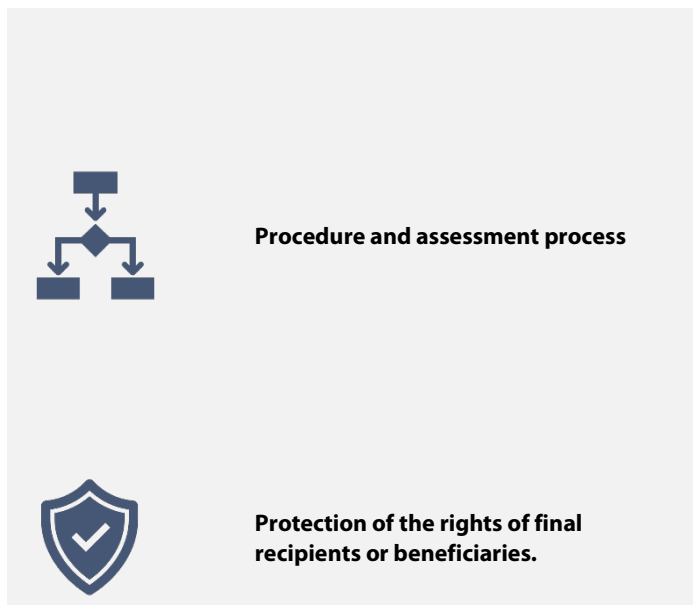 Procedure and assessment process
Protection of the rights of final
recipients or beneficiaries.